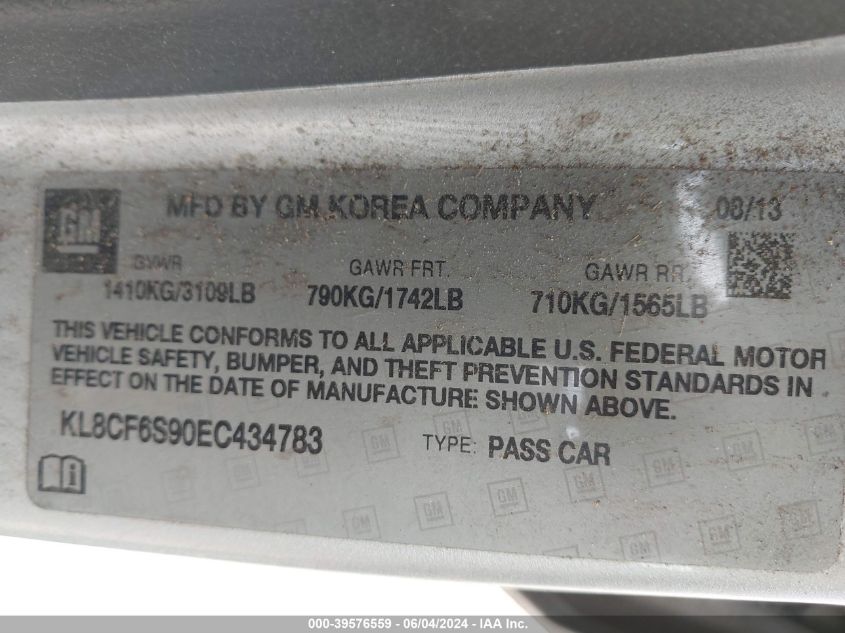 GM MFD BY GM KOREA COMPANY 08/13
GVWR GAWR FRT. GAWR RR.
1410KG/3109LB 790KG/1742LB 710KG/1565LB
THIS VEHICLE CONFORMS TO ALL APPLICABLE U.S. FEDERAL MOTOR
VEHICLE SAFETY, BUMPER, AND THEFT PREVENTION STANDARDS IN
EFFECT ON THE DATE OF MANUFACTURE SHOWN ABOVE.
KL8CF6S90EC434783 TYPE: PASS CAR
000-39576559 - 06/04/2024 - IAA Inc.